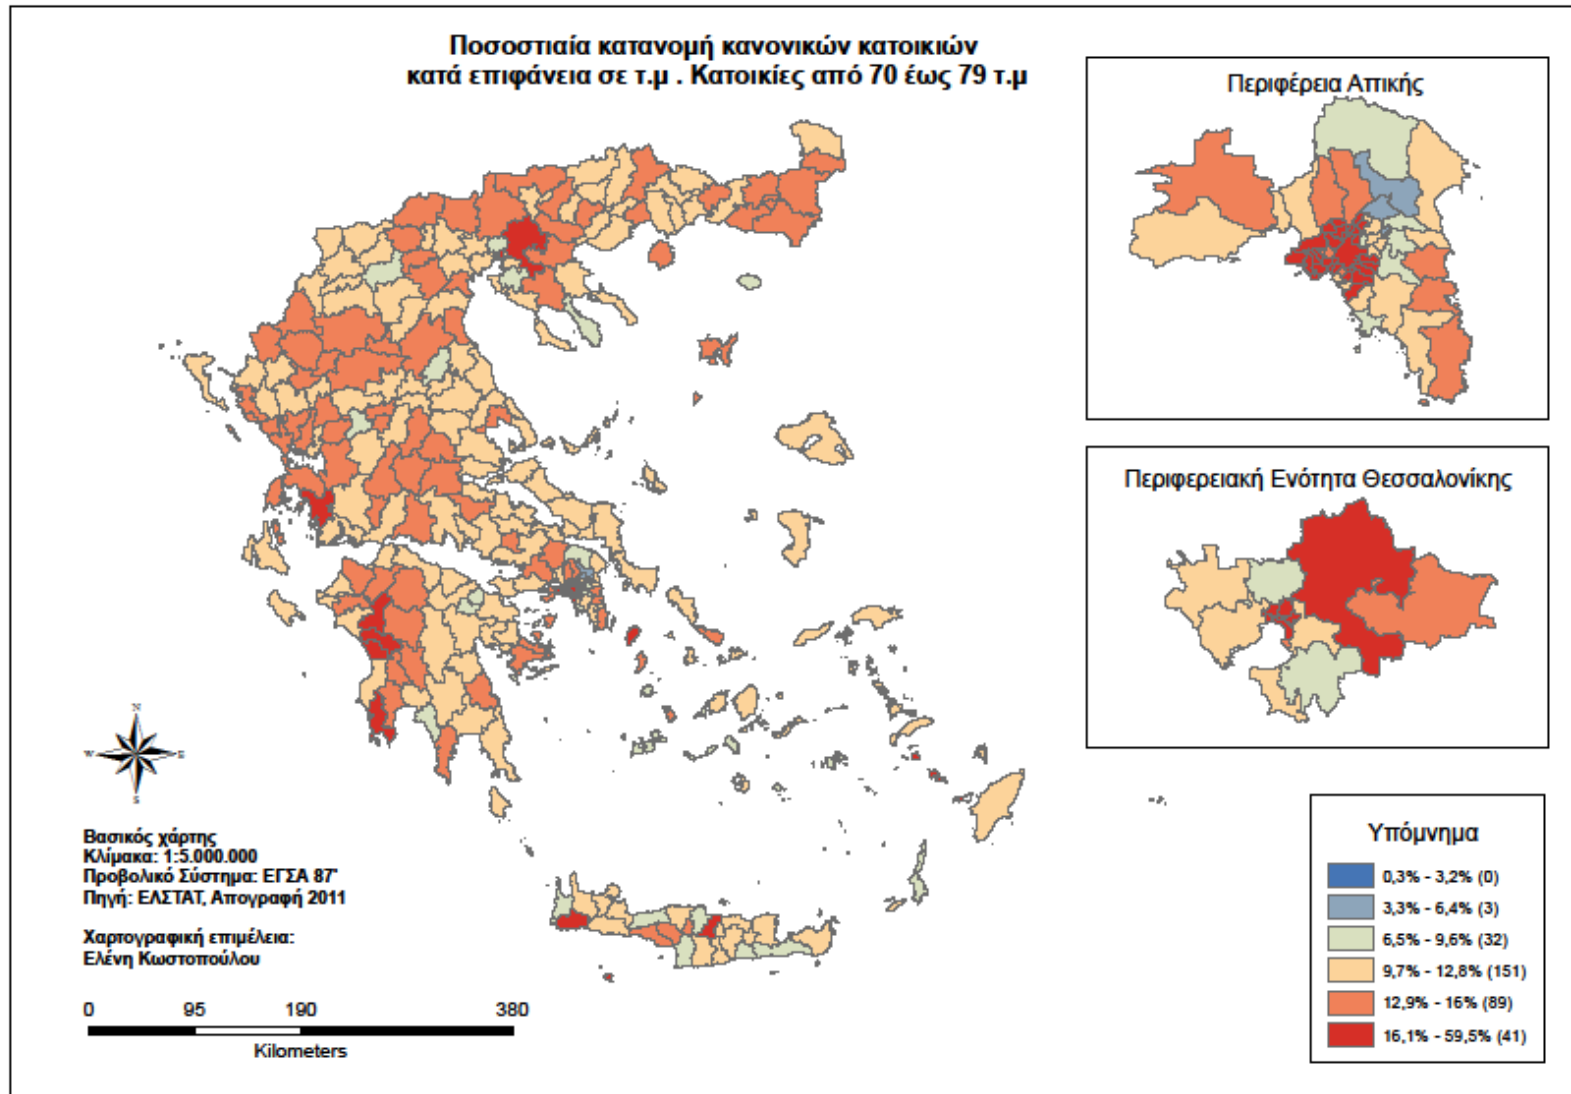 Ποσοστιαία κατανομή κανονικών κατοικιών
κατά επιφάνεια σε τ.μ . Κατοικίες από 70 έως 79 τ.μ
Περιφέρεια Αττικής
Περιφερειακή Ενότητα Θεσσαλονίκης
N
W
E
S
Βασικός χάρτης
Κλίμακα: 1:5.000.000
Προβολικό Σύστημα: ΕΓΣΑ 87'
Πηγή: ΕΛΣΤΑΤ, Απογραφή 2011
Χαρτογραφική επιμέλεια:
Ελένη Κωστοπούλου
0 95 190 380
Kilometers
Υπόμνημα
0,3% - 3,2% (0)
3,3% - 6,4% (3)
6,5% - 9,6% (32)
9,7% - 12,8% (151)
12,9% - 16% (89)
16,1% - 59,5% (41)